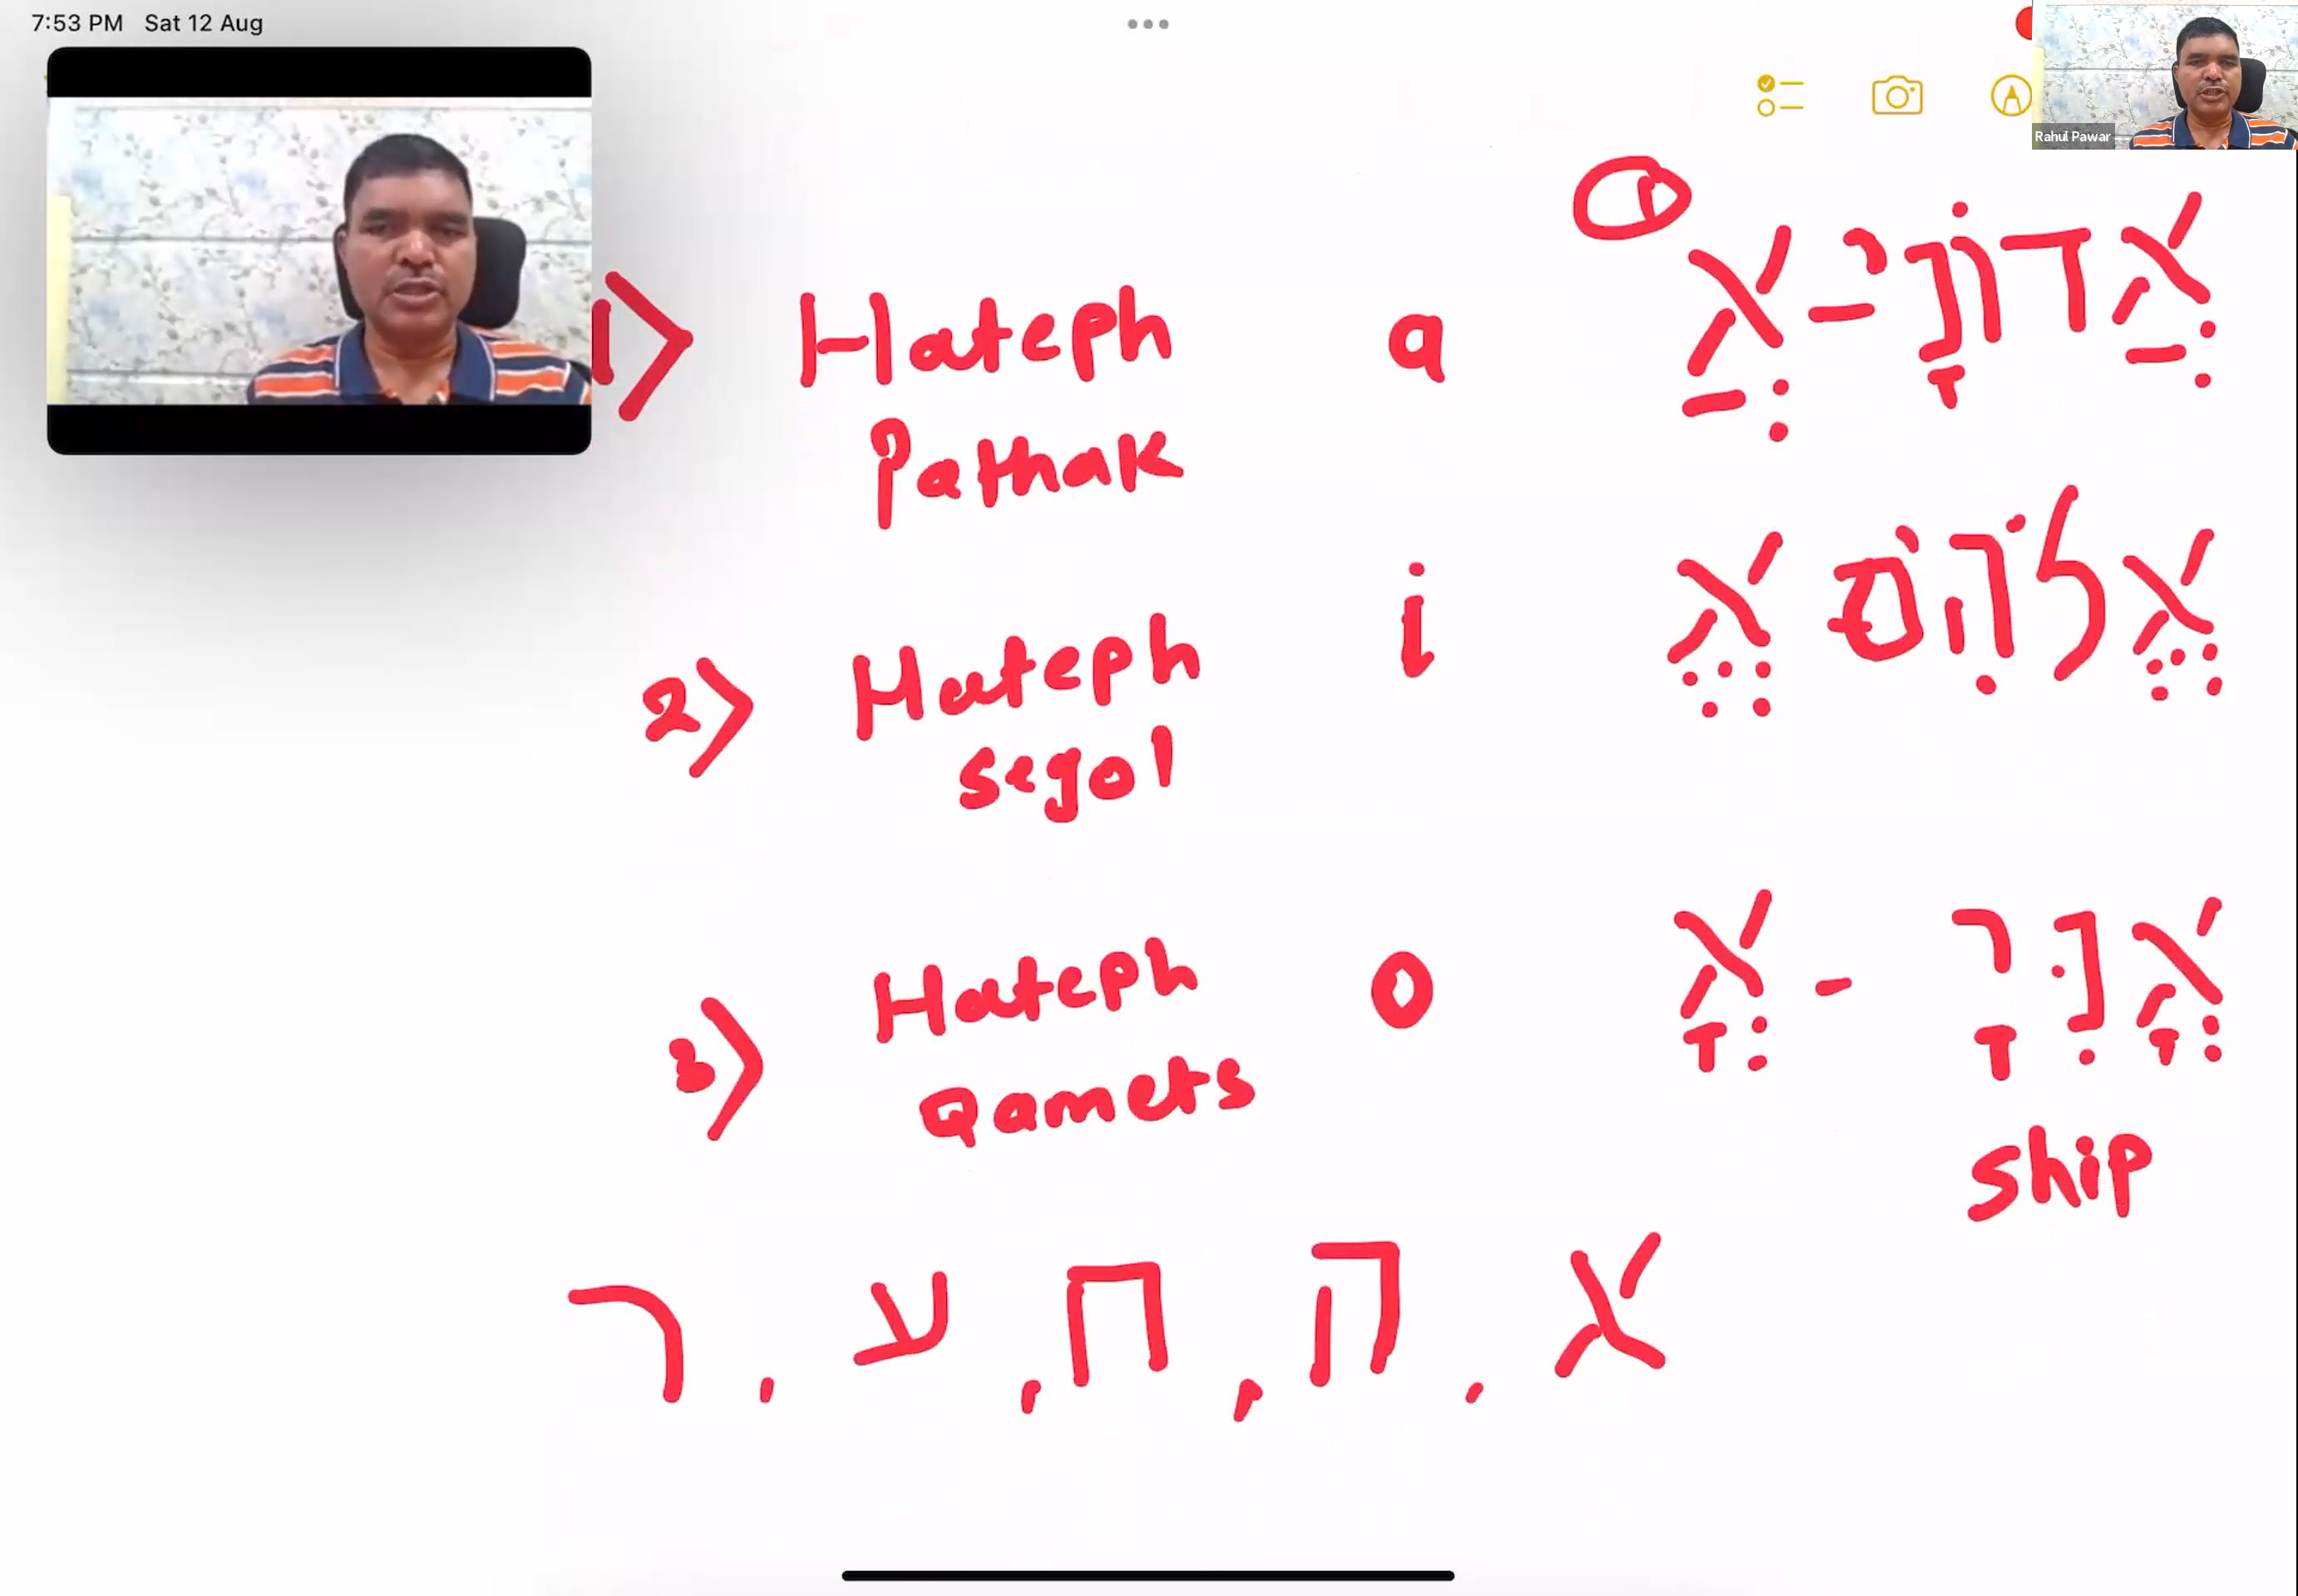 7:53 PM Sat 12 Aug
Rahul Pawar
1
1> Hateph a אֲ - אֲדֹנָי
Pathak
2> Hateph i אֱ אֱלֹהִים
segol
3> Hateph o אֳ - אֳנִיָּ
Qamets
ship
א, ה, ח, ע, ר